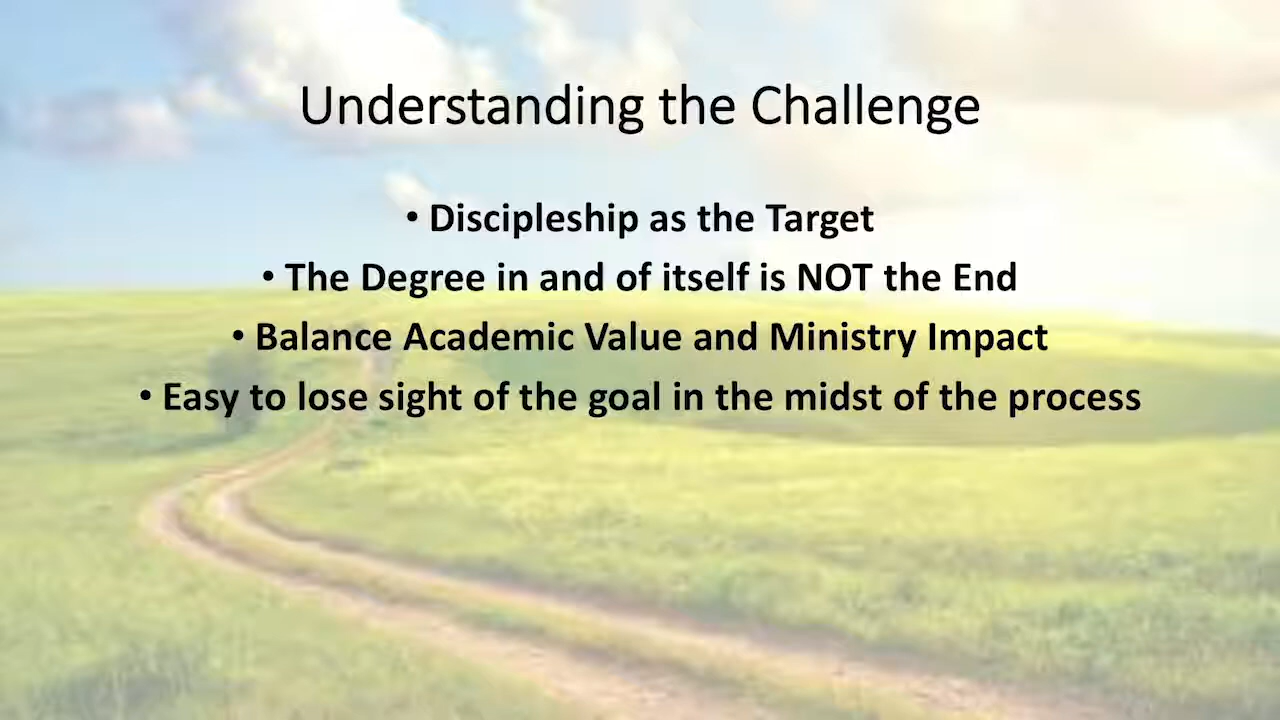 Understanding the Challenge
• Discipleship as the Target
• The Degree in and of itself is NOT the End
• Balance Academic Value and Ministry Impact
• Easy to lose sight of the goal in the midst of the process